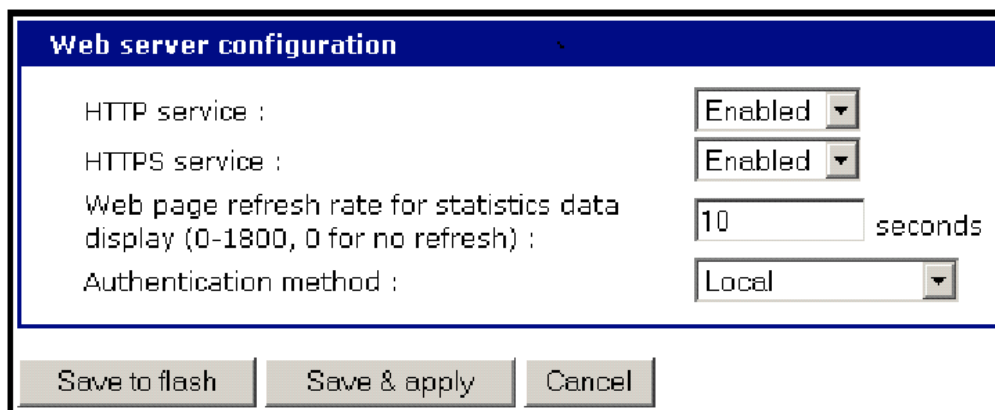 Web server configuration
HTTP service : Enabled
HTTPS service : Enabled
Web page refresh rate for statistics data
display (0-1800, 0 for no refresh) : 10 seconds
Authentication method : Local
Save to flash Save & apply Cancel